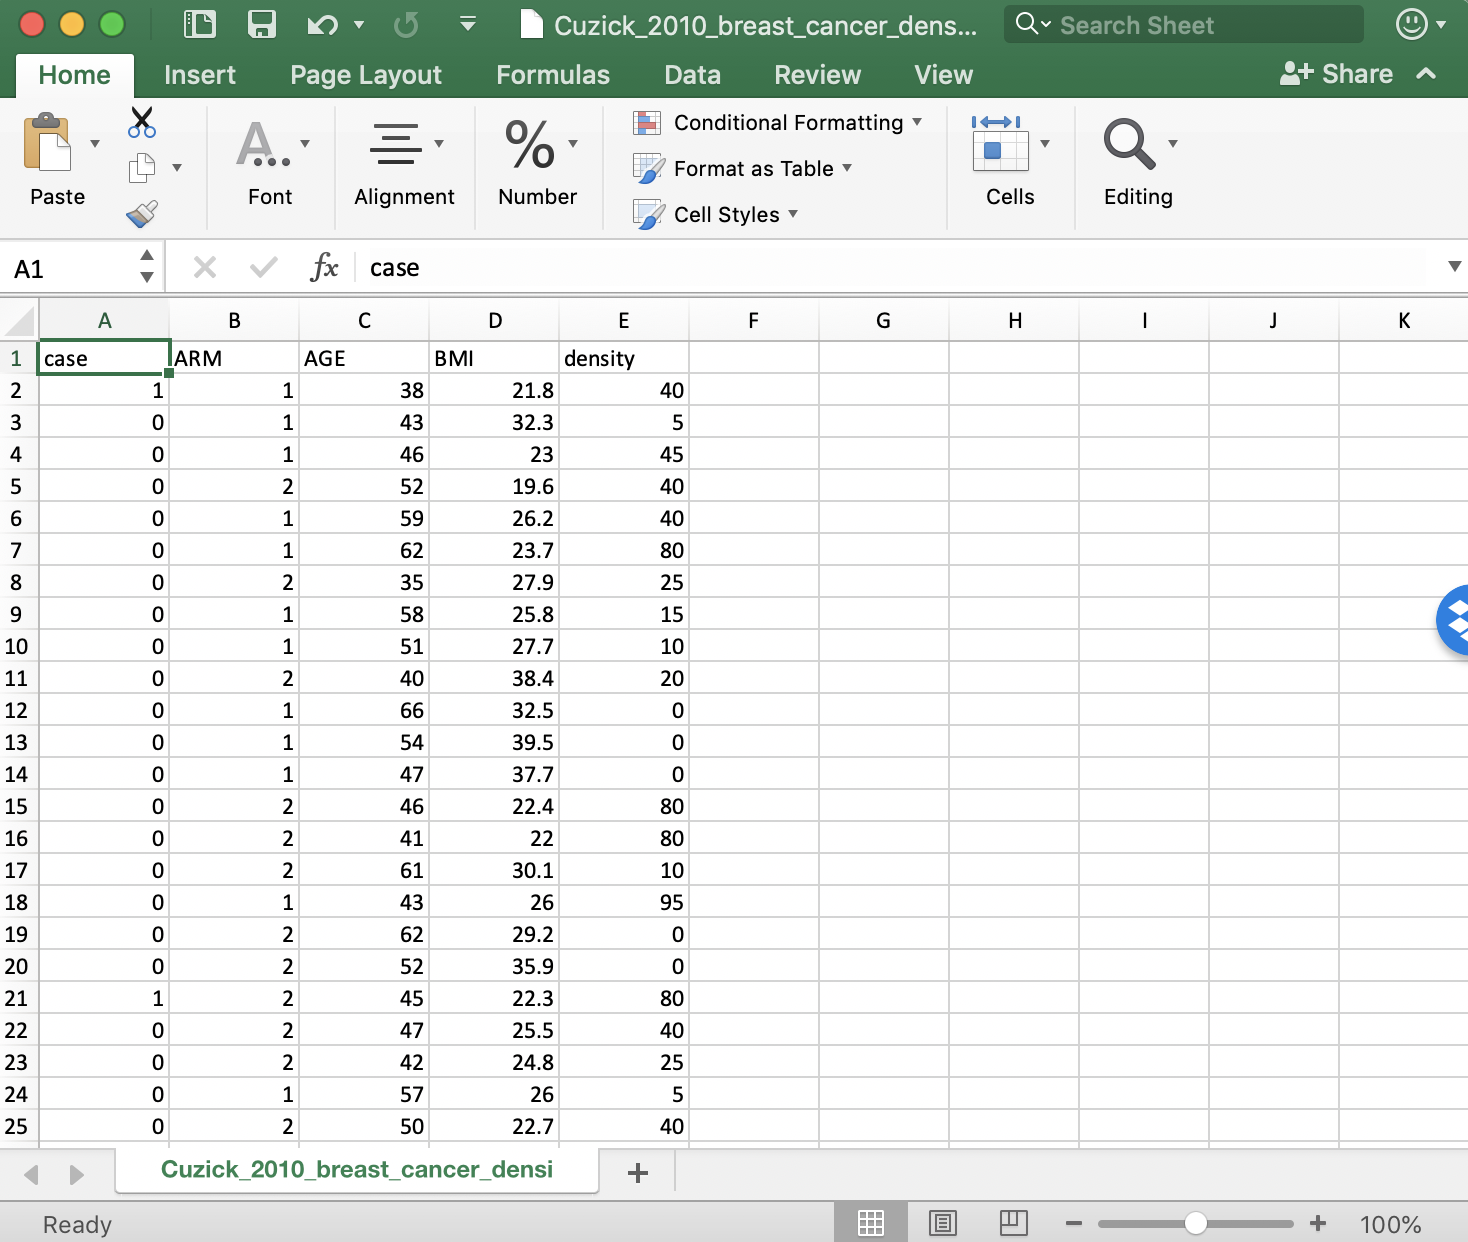 Cuzick_2010_breast_cancer_dens... Search Sheet
Home Insert Page Layout Formulas Data Review View Share
Paste Font Alignment Number Conditional Formatting Format as Table Cell Styles Cells Editing
A1 fx case
A B C D E F G H I J K
1 case ARM AGE BMI density
2 1 1 38 21.8 40
3 0 1 43 32.3 5
4 0 1 46 23 45
5 0 2 52 19.6 40
6 0 1 59 26.2 40
7 0 1 62 23.7 80
8 0 2 35 27.9 25
9 0 1 58 25.8 15
10 0 1 51 27.7 10
11 0 2 40 38.4 20
12 0 1 66 32.5 0
13 0 1 54 39.5 0
14 0 1 47 37.7 0
15 0 2 46 22.4 80
16 0 2 41 22 80
17 0 2 61 30.1 10
18 0 1 43 26 95
19 0 2 62 29.2 0
20 0 2 52 35.9 0
21 1 2 45 22.3 80
22 0 2 47 25.5 40
23 0 2 42 24.8 25
24 0 1 57 26 5
25 0 2 50 22.7 40
Cuzick_2010_breast_cancer_densi +
Ready 100%